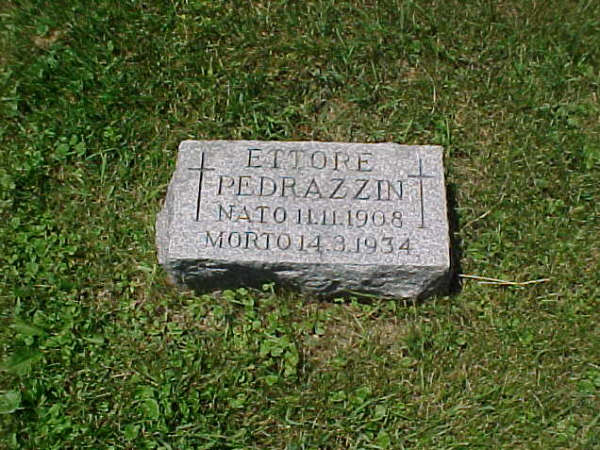 ETTORE
PEDRAZZIN
NATO 11.11.1908
MORTO 14.3.1934